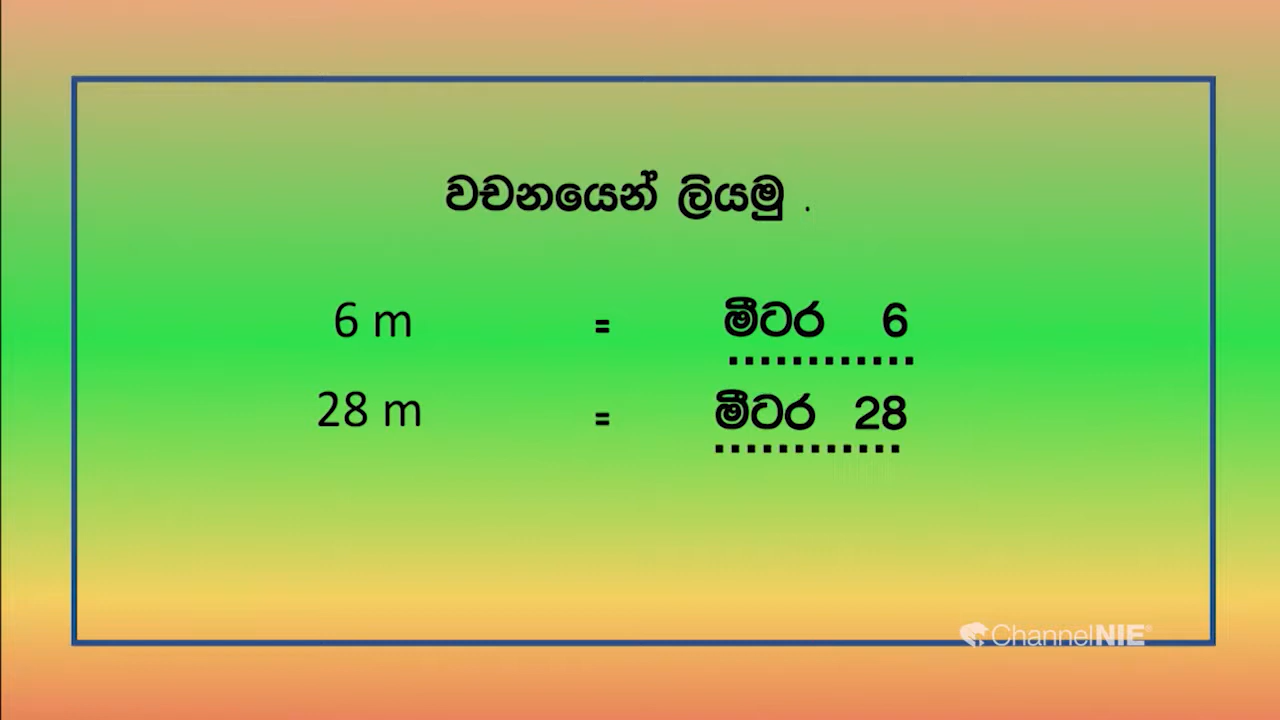 වචනයෙන් ලියමු .
6 m = මීටර 6
............
28 m = මීටර 28
............
ChannelNIE